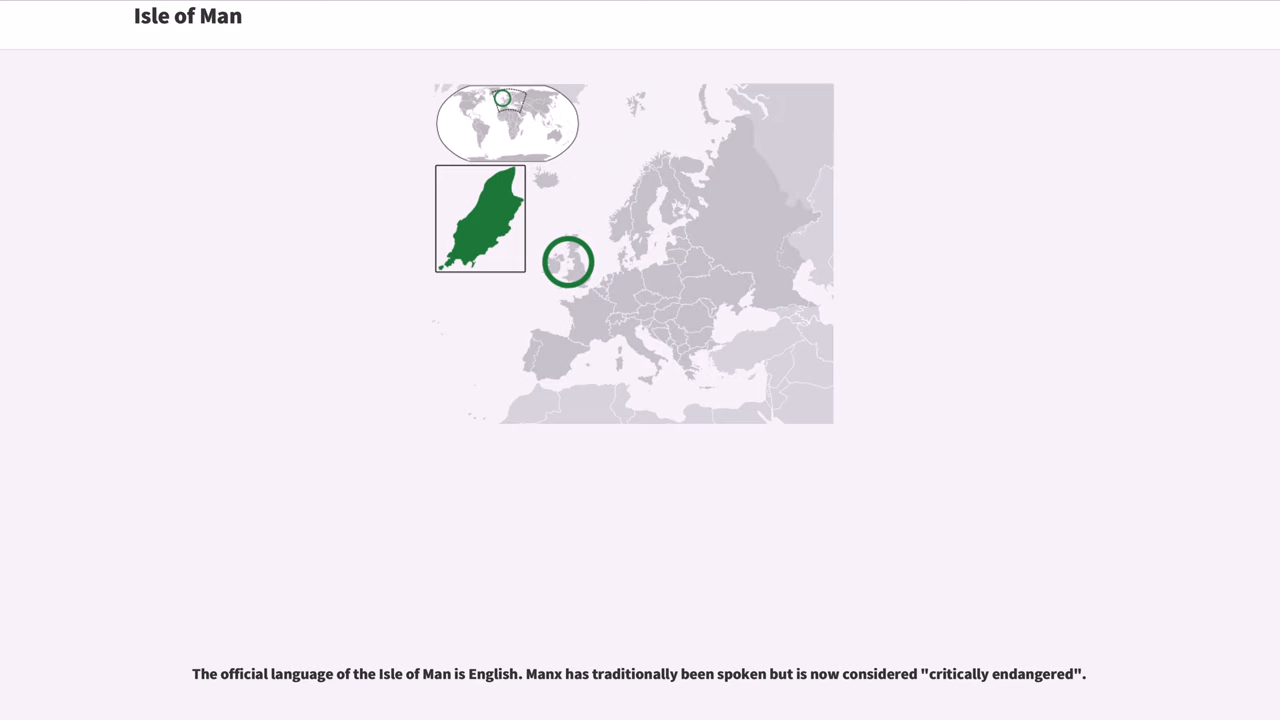 Isle of Man
The official language of the Isle of Man is English. Manx has traditionally been spoken but is now considered "critically endangered".